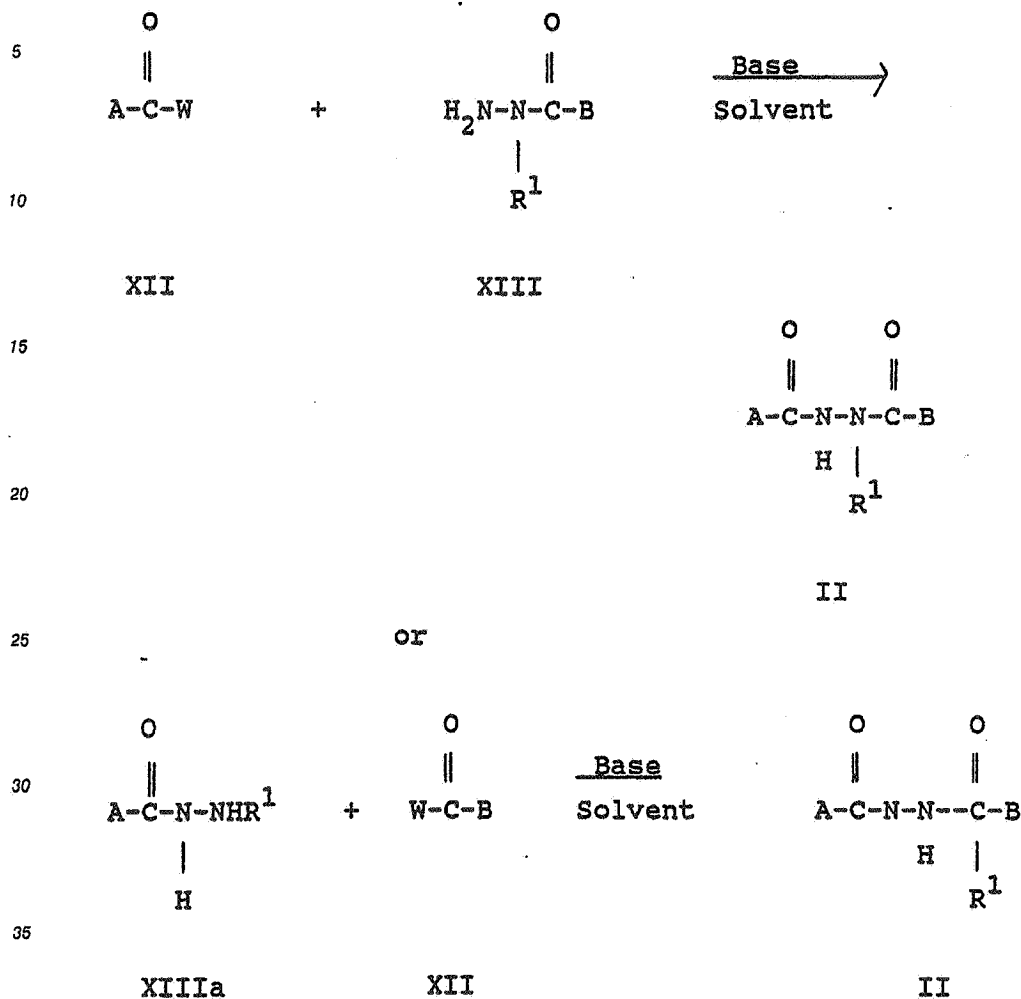 O O
5 || ||
A-C-W + H2N-N-C-B Base
Solvent
|
10 R1
XII XIII
15 O O
|| ||
A-C-N-N-C-B
H |
20 R1
II
25 or
O O O O
|| || || ||
30 A-C-N-NHR1 + W-C-B Base A-C-N-N--C-B
Solvent
| H |
H R1
35
XIIIa XII II